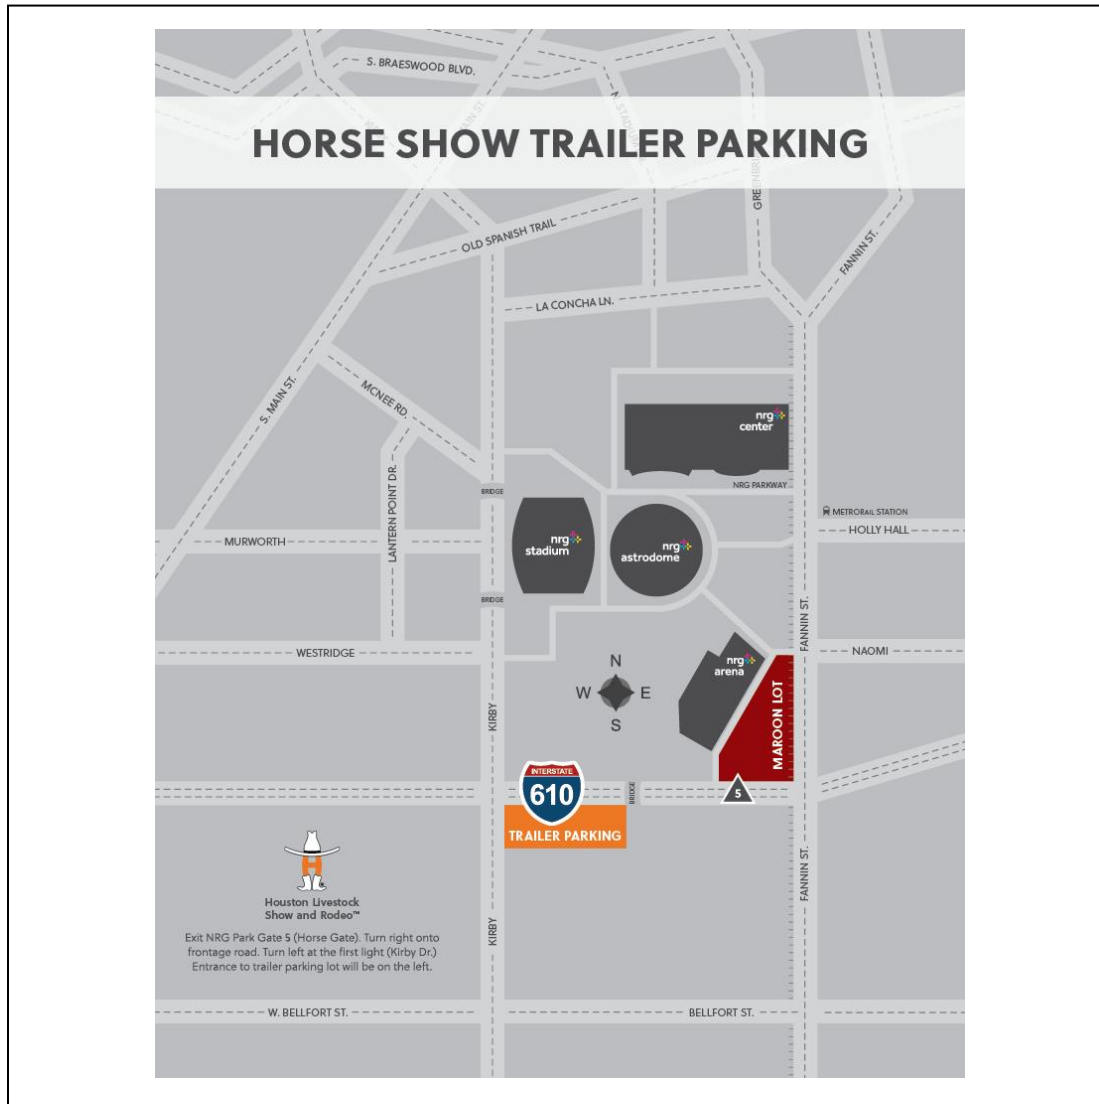 S. BRAESWOOD BLVD.
HORSE SHOW TRAILER PARKING
OLD SPANISH TRAIL
FANNIN ST.
LA CONCHA LN.
S. MAIN ST.
MCNEE RD.
nrg
center
NRG PARKWAY
LANTERN POINT DR.
BRIDGE
METRORAIL STATION
HOLLY HALL
MURWORTH
nrg
stadium
nrg
astrodome
BRIDGE
FANNIN ST.
WESTRIDGE
NAOMI
nrg
arena
N
W E
S
KIRBY
MAROON LOT
INTERSTATE
610
BRIDGE
5
TRAILER PARKING
H
Houston Livestock
Show and Rodeo™
FANNIN ST.
KIRBY
Exit NRG Park Gate 5 (Horse Gate). Turn right onto
frontage road. Turn left at the first light (Kirby Dr.)
Entrance to trailer parking lot will be on the left.
W. BELLFORT ST.
BELLFORT ST.